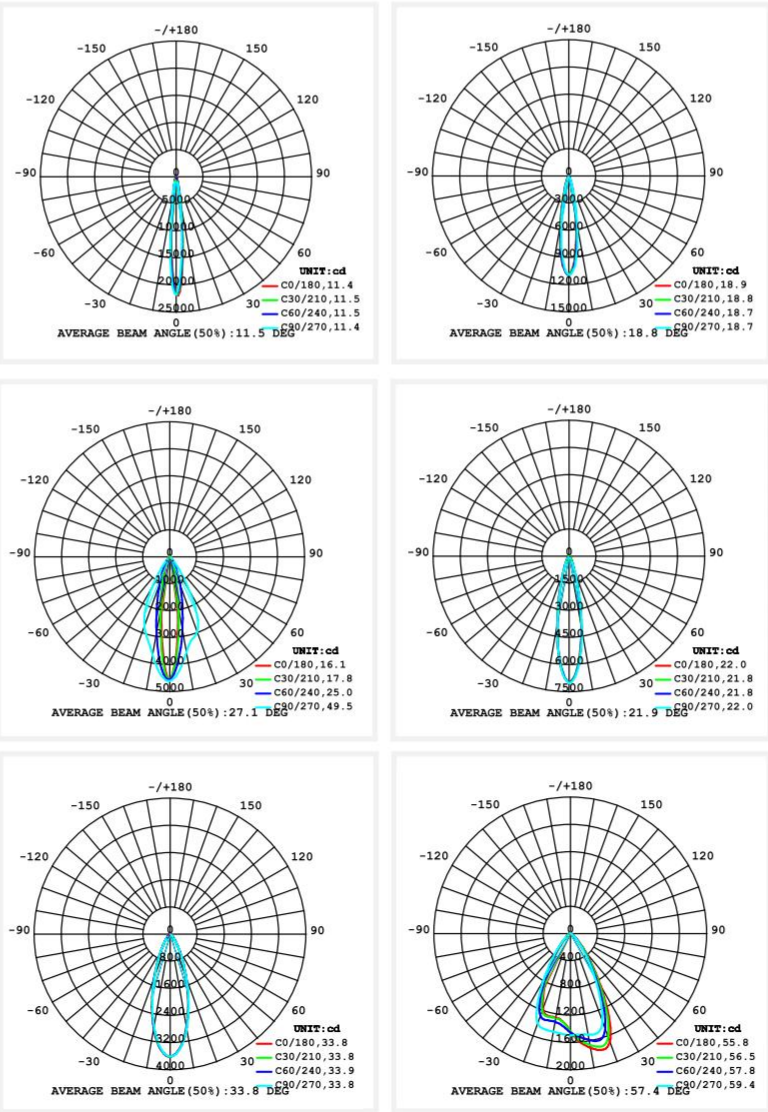 -/+180
-150 150
-120 120
-90 90
-60 60
-30 30
0
0
5000
10000
15000
20000
25000
UNIT:cd
C0/180,11.4
C30/210,11.5
C60/240,11.5
C90/270,11.4
AVERAGE BEAM ANGLE(50%):11.5 DEG
-/+180
-150 150
-120 120
-90 90
-60 60
-30 30
0
0
3000
6000
9000
12000
15000
UNIT:cd
C0/180,18.9
C30/210,18.8
C60/240,18.7
C90/270,18.7
AVERAGE BEAM ANGLE(50%):18.8 DEG
-/+180
-150 150
-120 120
-90 90
-60 60
-30 30
0
0
1000
2000
3000
4000
5000
UNIT:cd
C0/180,16.1
C30/210,17.8
C60/240,25.0
C90/270,49.5
AVERAGE BEAM ANGLE(50%):27.1 DEG
-/+180
-150 150
-120 120
-90 90
-60 60
-30 30
0
0
1500
3000
4500
6000
7500
UNIT:cd
C0/180,22.0
C30/210,21.8
C60/240,21.8
C90/270,22.0
AVERAGE BEAM ANGLE(50%):21.9 DEG
-/+180
-150 150
-120 120
-90 90
-60 60
-30 30
0
0
800
1600
2400
3200
4000
UNIT:cd
C0/180,33.8
C30/210,33.8
C60/240,33.9
C90/270,33.8
AVERAGE BEAM ANGLE(50%):33.8 DEG
-/+180
-150 150
-120 120
-90 90
-60 60
-30 30
0
0
400
800
1200
1600
2000
UNIT:cd
C0/180,55.8
C30/210,56.5
C60/240,57.8
C90/270,59.4
AVERAGE BEAM ANGLE(50%):57.4 DEG